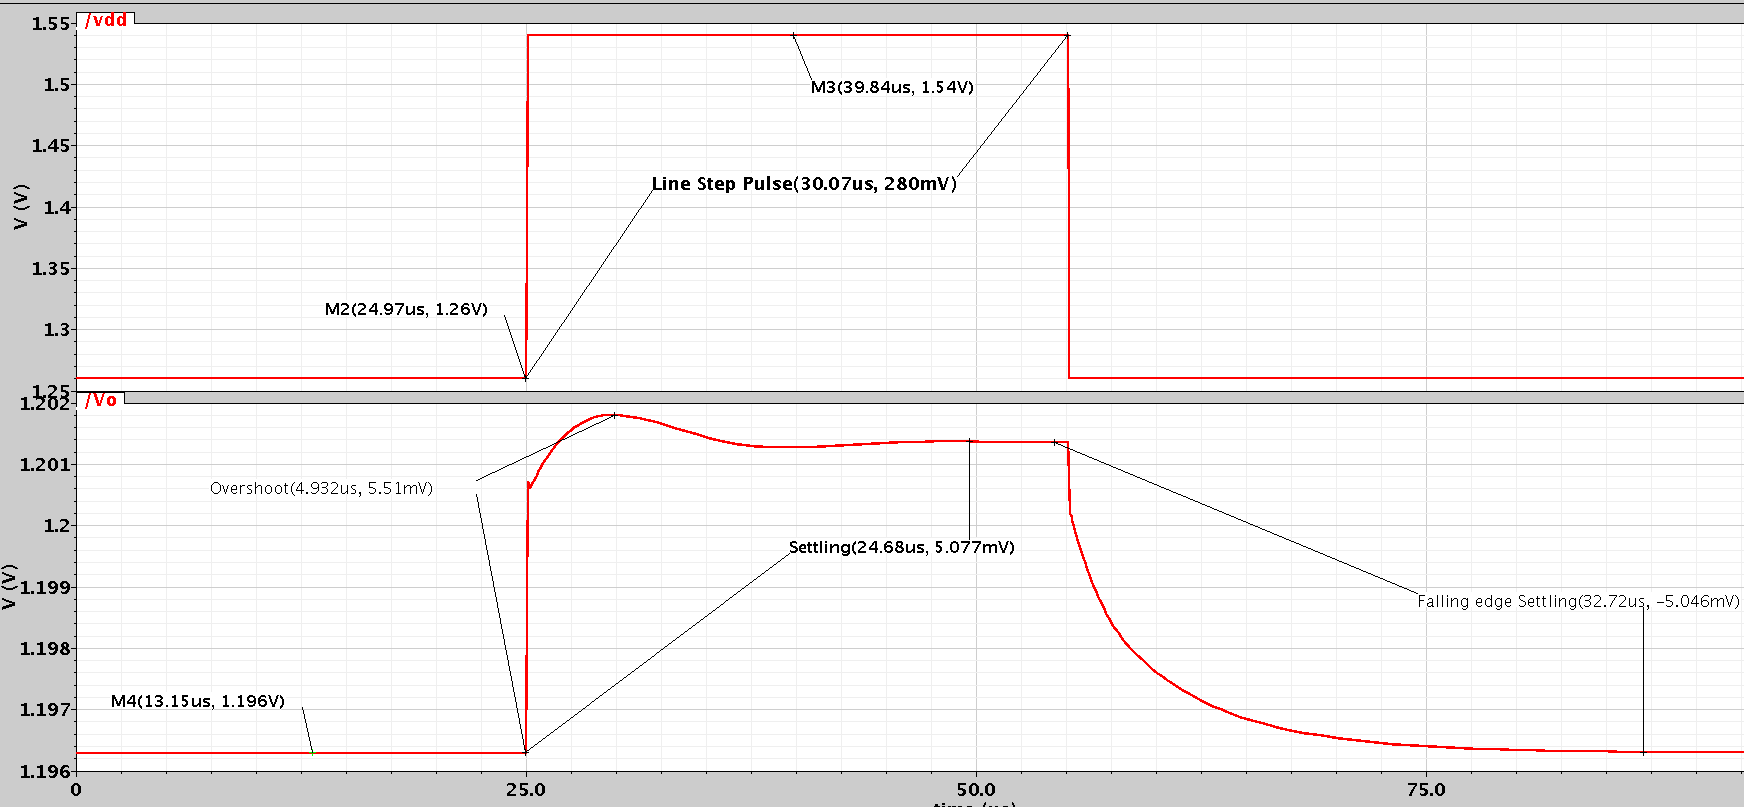 /vdd
1.55
1.5
1.45
1.4
1.35
1.3
1.25
V (V)
M3(39.84us, 1.54V)
Line Step Pulse(30.07us, 280mV)
M2(24.97us, 1.26V)
/Vo
1.202
1.201
1.2
1.199
1.198
1.197
1.196
V (V)
Overshoot(4.932us, 5.51mV)
Settling(24.68us, 5.077mV)
Falling edge Settling(32.72us, −5.046mV)
M4(13.15us, 1.196V)
0
25.0
50.0
75.0
time (us)